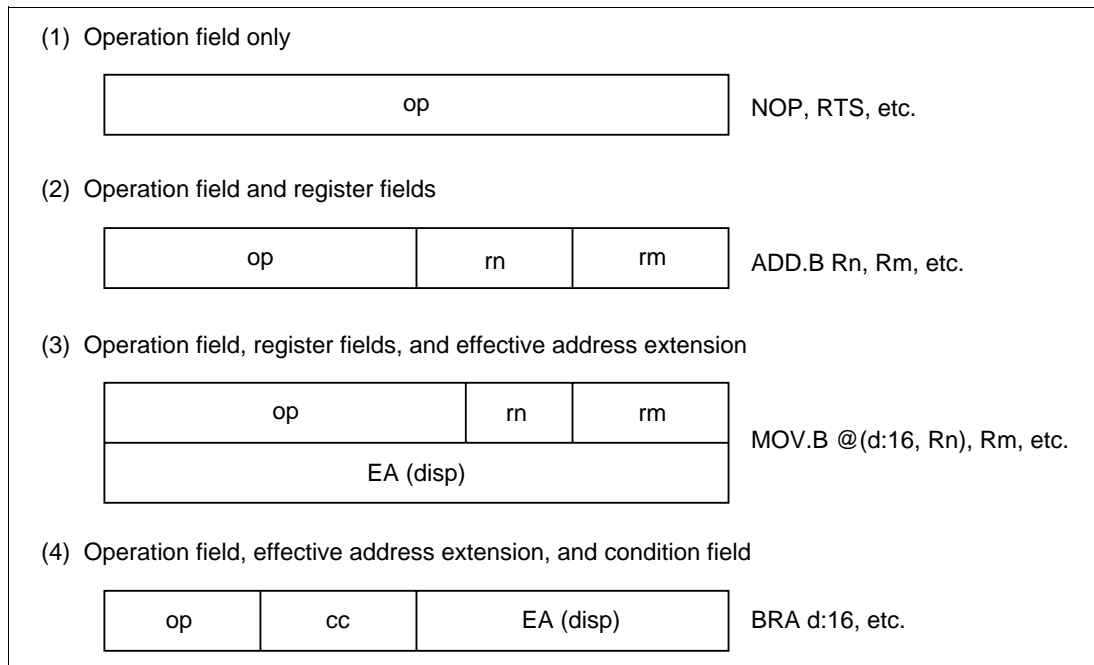 (1) Operation field only
op
NOP, RTS, etc.
(2) Operation field and register fields
op rn rm
ADD.B Rn, Rm, etc.
(3) Operation field, register fields, and effective address extension
op rn rm
MOV.B @(d:16, Rn), Rm, etc.
EA (disp)
(4) Operation field, effective address extension, and condition field
op cc EA (disp)
BRA d:16, etc.